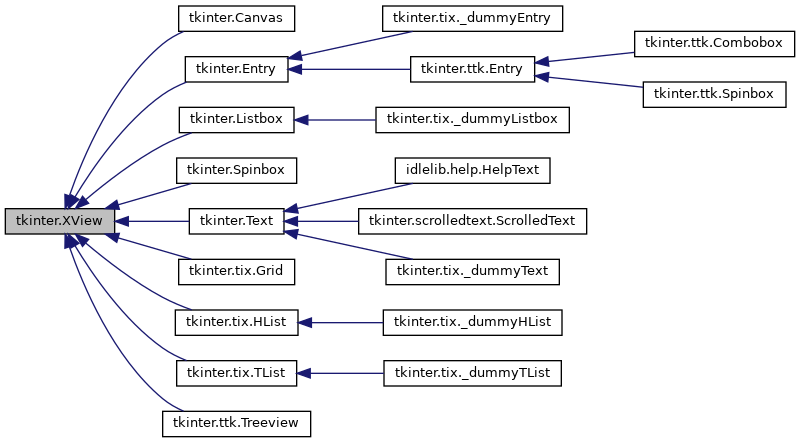 tkinter.XView
tkinter.Canvas
tkinter.Entry
tkinter.tix._dummyEntry
tkinter.ttk.Entry
tkinter.ttk.Combobox
tkinter.ttk.Spinbox
tkinter.Listbox
tkinter.tix._dummyListbox
tkinter.Spinbox
tkinter.Text
idlelib.help.HelpText
tkinter.scrolledtext.ScrolledText
tkinter.tix._dummyText
tkinter.tix.Grid
tkinter.tix.HList
tkinter.tix._dummyHList
tkinter.tix.TList
tkinter.tix._dummyTList
tkinter.ttk.Treeview